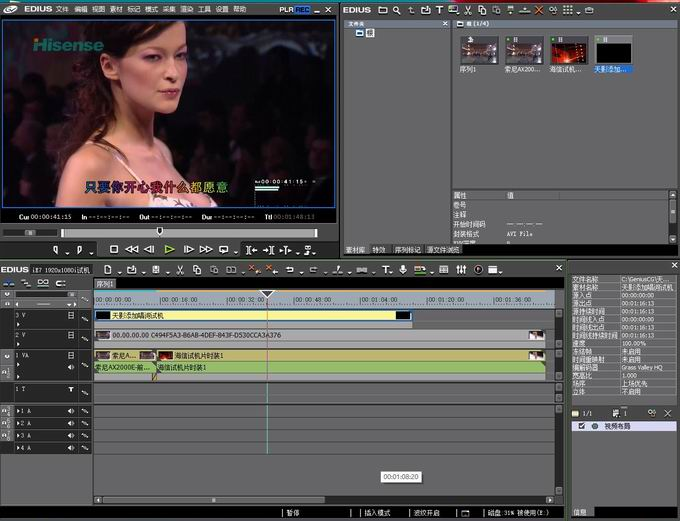 EDIUS 文件 编辑 视图 素材 标记 模式 采集 渲染 工具 设置 帮助 PLR REC
Hisense
00:00:41:15
只要你开心我什么都愿意
Cur 00:00:41:15 In --:--:--:-- Out --:--:--:-- Dur --:--:--:-- Ttl 00:01:48:13
EDIUS
文件夹
根
根 (1/4)
序列1
索尼AX200...
海信试机...
天影添加...
属性 值
卷号
注释
开始时间码 --:--:--:--
封装格式 AVI File
素材库 特效 序列标记 源文件浏览
EDIUS iE7 1920x1080i试机
序列1
00:00:00:00 00:00:16:00 00:00:32:00 00:00:48:00 00:01:04:00 00:01:20:00 00:01:36:00
3 V
天影添加唱词试机
2 V
00.00.00.00 C494F5A3-B6AB-4DEF-843F-D530CCA3A376
1 VA
索尼A... 海信试机片时装1
索尼AX2000E-般... 海信试机片时装1
1 T
1 A
2 A
3 A
4 A
00:01:08:20
文件名称 C:\GeniusCG\Video...
素材名称 天影添加唱词试机
源入点 00:00:00:00
源出点 00:01:16:13
源持续时间 00:01:16:13
时间线入点 00:00:00:00
时间线出点 00:01:16:13
时间线持续时间 00:01:16:13
速度 100.00%
冻结帧 未启用
时间重映射 未启用
编解码器 Grass Valley HQ
宽高比 1.000
场序 上场优先
立体 不启用
1/1 1
视频布局
信息
暂停 插入模式 波纹开启 磁盘:31% 被使用(E:)